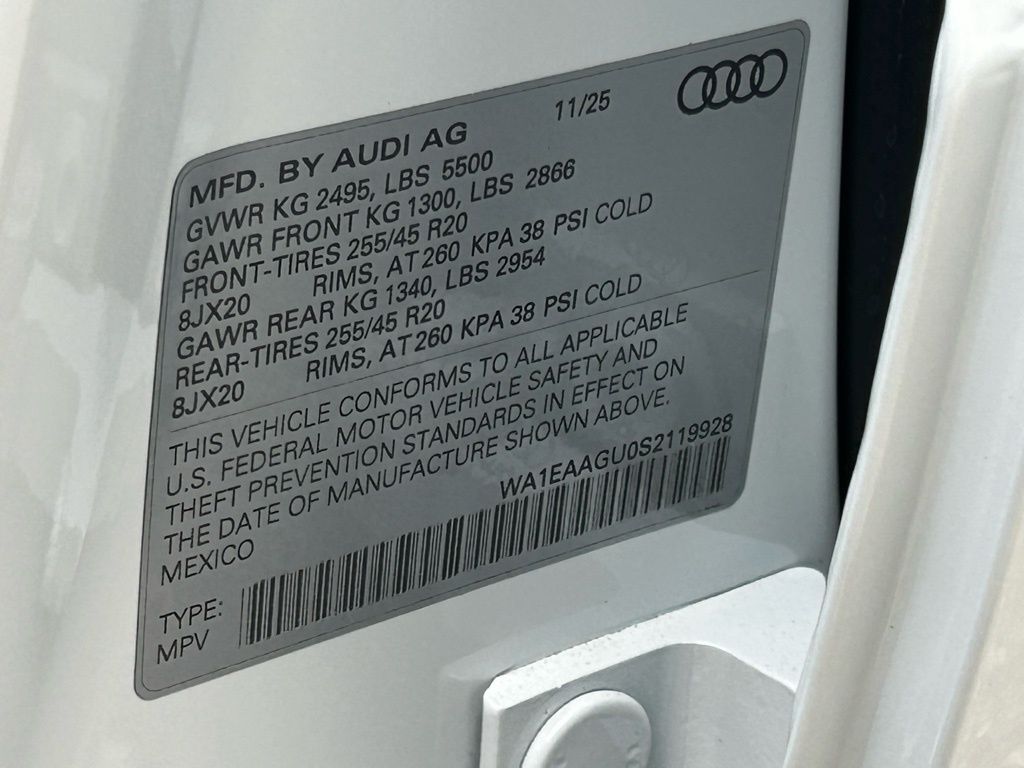 11/25
MFD. BY AUDI AG
GVWR KG 2495, LBS 5500
GAWR FRONT KG 1300, LBS 2866
FRONT-TIRES 255/45 R20
8JX20 RIMS, AT 260 KPA 38 PSI COLD
GAWR REAR KG 1340, LBS 2954
REAR-TIRES 255/45 R20
8JX20 RIMS, AT 260 KPA 38 PSI COLD
THIS VEHICLE CONFORMS TO ALL APPLICABLE
U.S. FEDERAL MOTOR VEHICLE SAFETY AND
THEFT PREVENTION STANDARDS IN EFFECT ON
THE DATE OF MANUFACTURE SHOWN ABOVE.
MEXICO
WA1EAAGU0S2119928
TYPE:
MPV